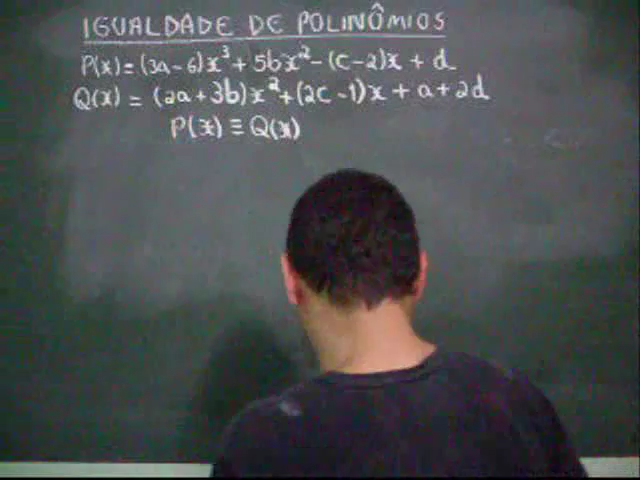 IGUALDADE DE POLINÔMIOS
P(x) = (3a - 6)x³ + 5bx² - (c - 2)x + d
Q(x) = (2a + 3b)x² + (2c - 1)x + a + 2d
P(x) ≡ Q(x)